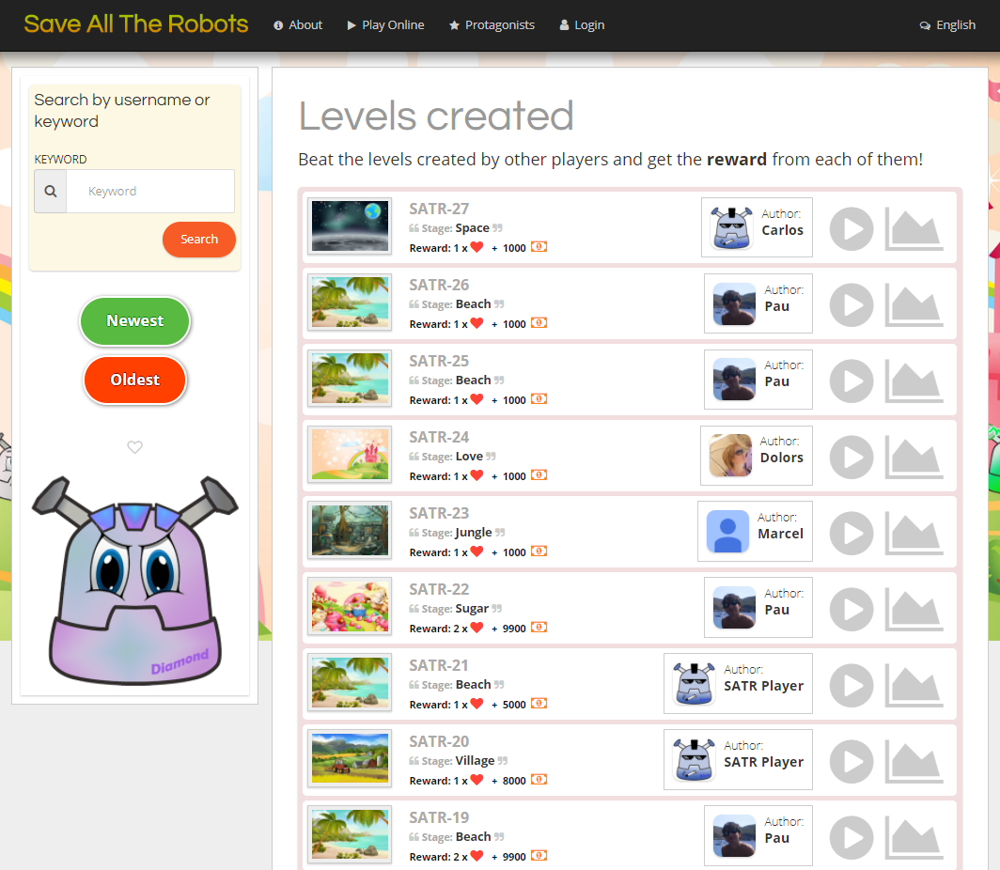 Save All The Robots
About
Play Online
Protagonists
Login
English
Search by username or
keyword
KEYWORD
Keyword
Search
Newest
Oldest
Diamond
Levels created
Beat the levels created by other players and get the reward from each of them!
SATR-27
Stage: Space
Reward: 1 x + 1000
Author:
Carlos
SATR-26
Stage: Beach
Reward: 1 x + 1000
Author:
Pau
SATR-25
Stage: Beach
Reward: 1 x + 1000
Author:
Pau
SATR-24
Stage: Love
Reward: 1 x + 1000
Author:
Dolors
SATR-23
Stage: Jungle
Reward: 1 x + 1000
Author:
Marcel
SATR-22
Stage: Sugar
Reward: 2 x + 9900
Author:
Pau
SATR-21
Stage: Beach
Reward: 1 x + 5000
Author:
SATR Player
SATR-20
Stage: Village
Reward: 1 x + 8000
Author:
SATR Player
SATR-19
Stage: Beach
Reward: 2 x + 9900
Author:
Pau